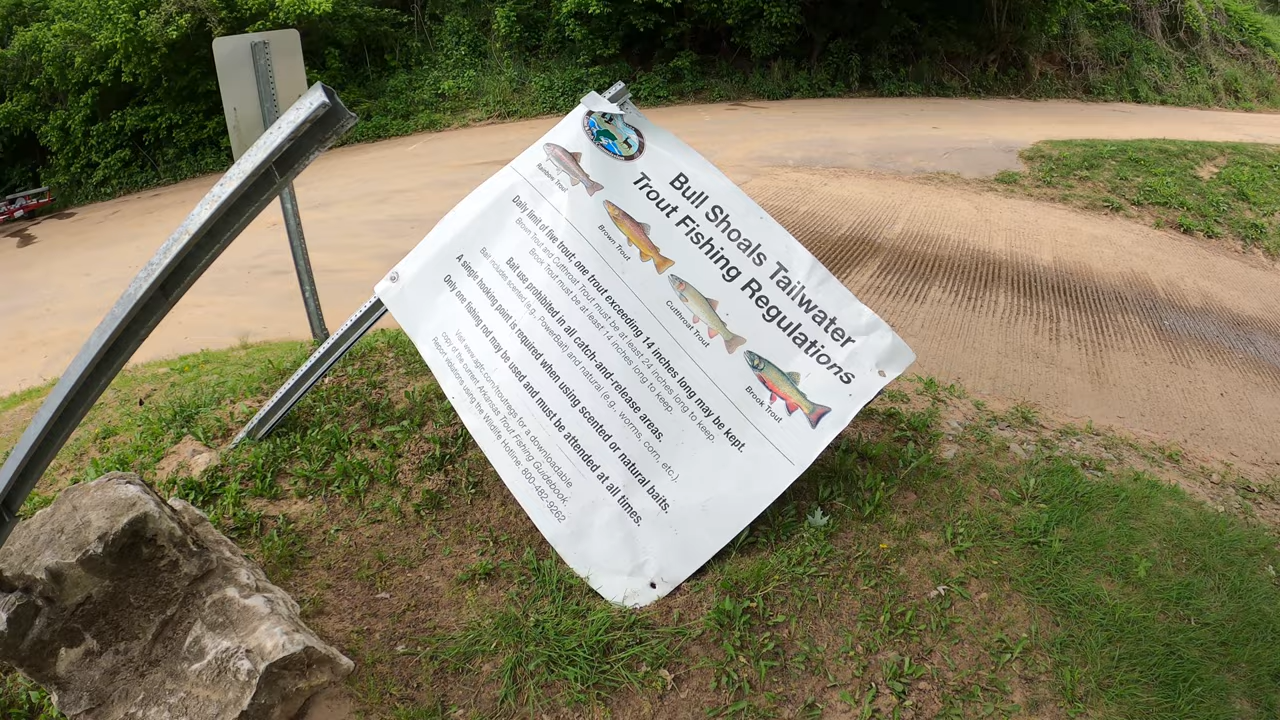 Bull Shoals Tailwater
Trout Fishing Regulations
Rainbow Trout
Brown Trout
Cutthroat Trout
Brook Trout
Daily limit of five trout, one trout exceeding 14 inches long may be kept.
Brown Trout and Cutthroat Trout must be at least 24 inches long to keep.
Brook Trout must be at least 14 inches long to keep.
Bait use prohibited in all catch-and-release areas.
Bait includes scented (e.g., PowerBait) and natural (e.g., worms, corn, etc.).
A single hooking point is required when using scented or natural baits.
Only one fishing rod may be used and must be attended at all times.
Visit www.agfc.com/troutregs for a downloadable
copy of the current Arkansas Trout Fishing Guidebook.
Report violations using the Wildlife Hotline: 800-482-9262